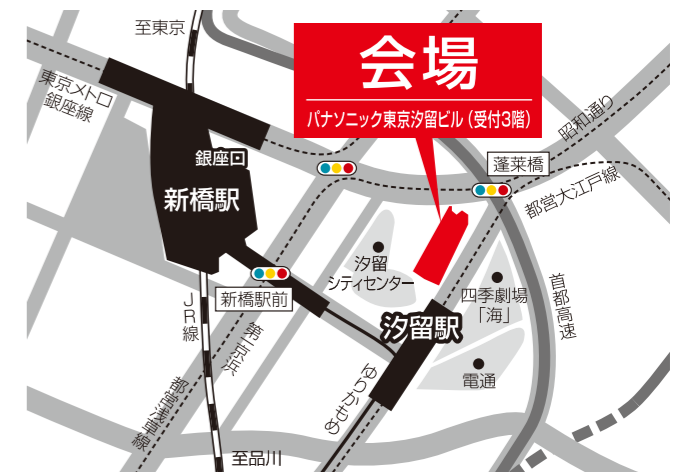 至東京
会場
パナソニック東京汐留ビル（受付3階）
東京メトロ
銀座線
昭和通り
銀座口
蓬莱橋
新橋駅
都営大江戸線
汐留
シティセンター
四季劇場
「海」
首都高速
新橋駅前
JR線
汐留駅
第一京浜
電通
ゆりかもめ
都営浅草線
至品川